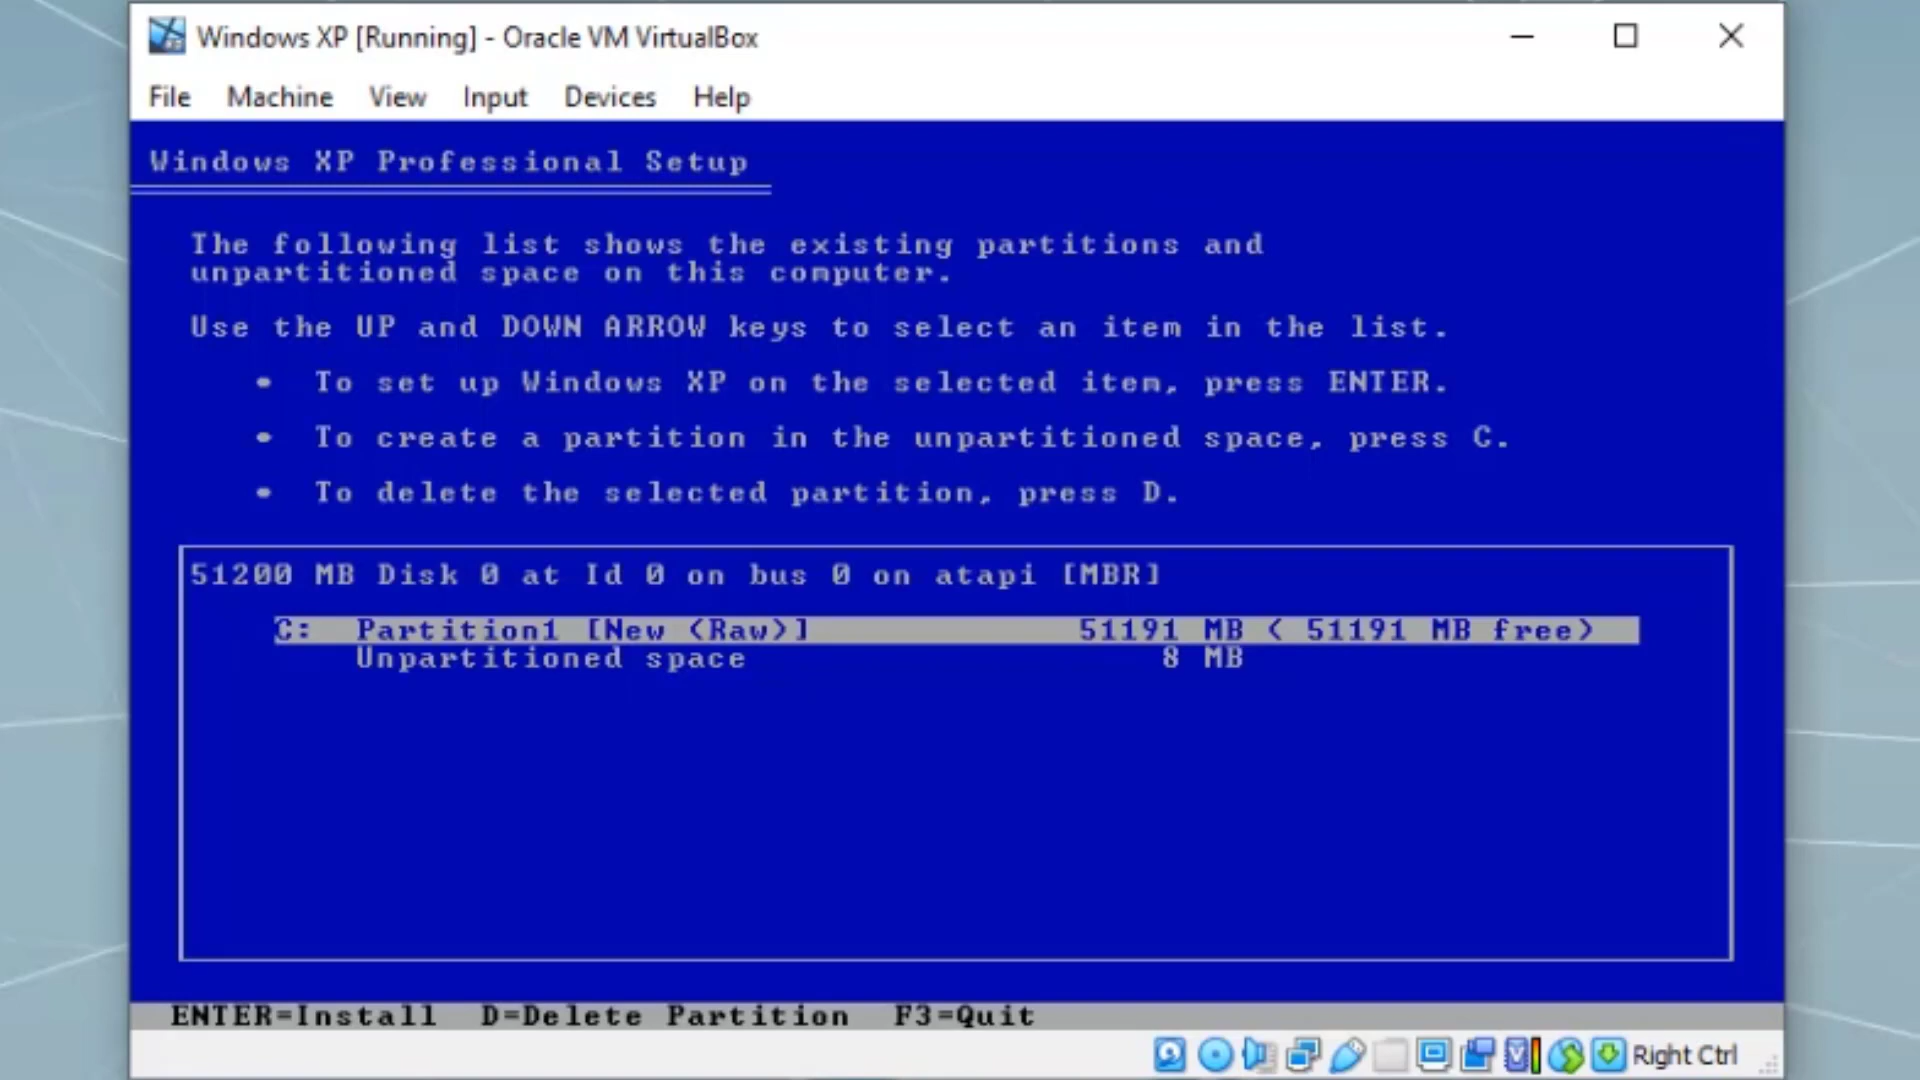 Windows XP [Running] - Oracle VM VirtualBox
File Machine View Input Devices Help
Windows XP Professional Setup
The following list shows the existing partitions and
unpartitioned space on this computer.
Use the UP and DOWN ARROW keys to select an item in the list.
• To set up Windows XP on the selected item, press ENTER.
• To create a partition in the unpartitioned space, press C.
• To delete the selected partition, press D.
51200 MB Disk 0 at Id 0 on bus 0 on atapi [MBR]
C: Partition1 [New (Raw)] 51191 MB ( 51191 MB free)
Unpartitioned space 8 MB
ENTER=Install D=Delete Partition F3=Quit
Right Ctrl